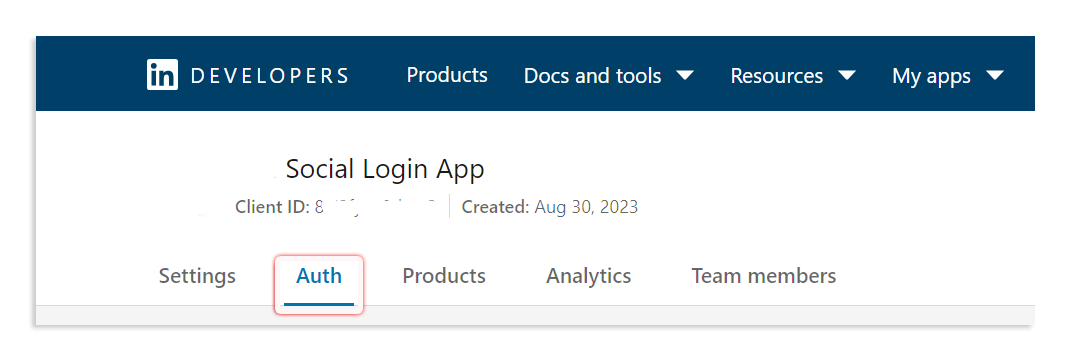 in DEVELOPERS Products Docs and tools Resources My apps
Social Login App
Client ID: 8 Created: Aug 30, 2023
Settings Auth Products Analytics Team members